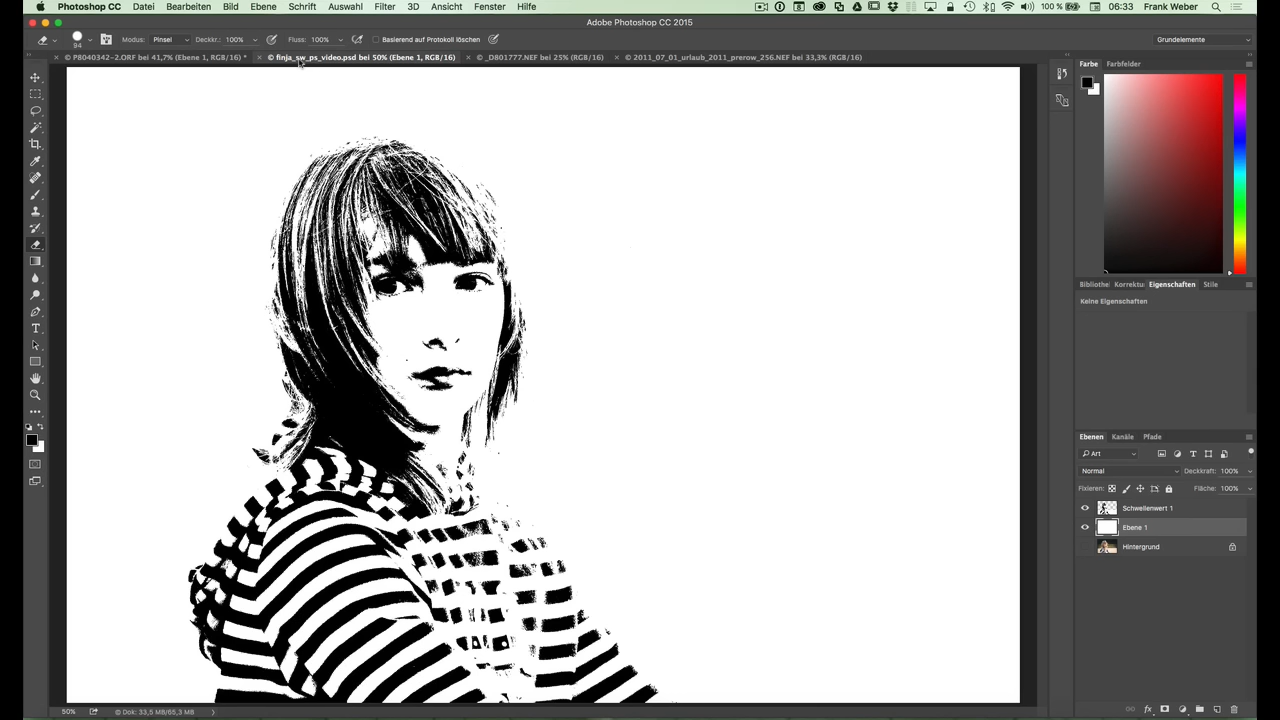 Photoshop CC Datei Bearbeiten Bild Ebene Schrift Auswahl Filter 3D Ansicht Fenster Hilfe 100 % 06:33 Frank Weber
Adobe Photoshop CC 2015
94 Modus: Pinsel Deckkr.: 100% Fluss: 100% Basierend auf Protokoll löschen Grundelemente
© P8040342-2.ORF bei 41,7% (Ebene 1, RGB/16) * © finja_sw_ps_video.psd bei 50% (Ebene 1, RGB/16) © _D801777.NEF bei 25% (RGB/16) © 2011_07_01_urlaub_2011_prerow_256.NEF bei 33,3% (RGB/16)
Farbe Farbfelder
Bibliothe Korrektu Eigenschaften Stile
Keine Eigenschaften
Ebenen Kanäle Pfade
Art
Normal Deckkraft: 100%
Fixieren: Fläche: 100%
Schwellenwert 1
Ebene 1
Hintergrund
50% Dok: 33,5 MB/65,3 MB